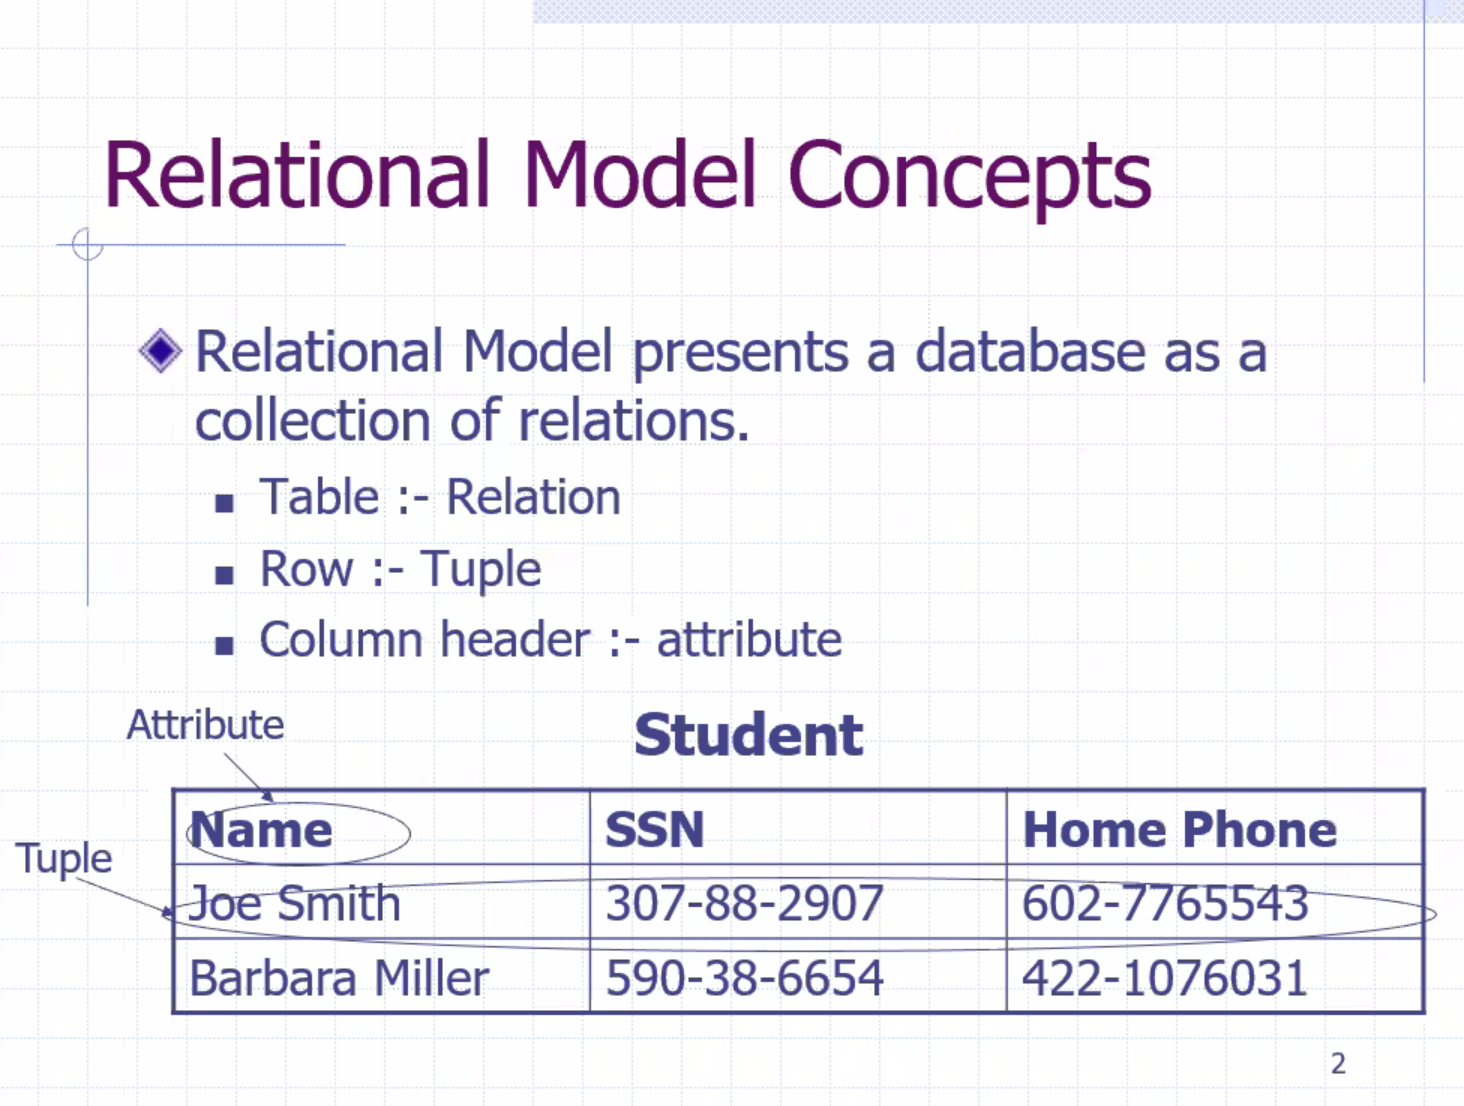 Relational Model Concepts
Relational Model presents a database as a
collection of relations.
Table :- Relation
Row :- Tuple
Column header :- attribute
Attribute
Student
Name SSN Home Phone
Tuple
Joe Smith 307-88-2907 602-7765543
Barbara Miller 590-38-6654 422-1076031
2